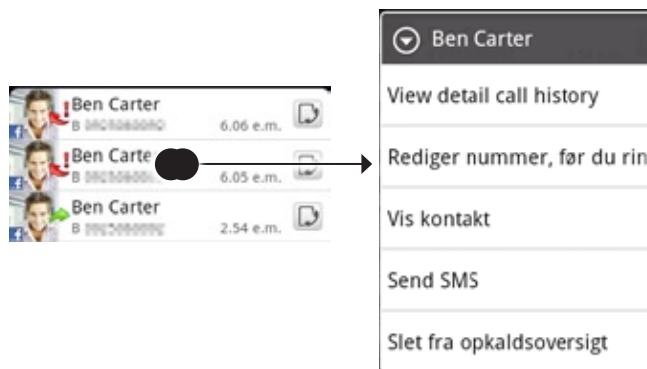 Ben Carter
B
6.06 e.m.
Ben Carte
B
6.05 e.m.
Ben Carter
B
2.54 e.m.
Ben Carter
View detail call history
Rediger nummer, før du rin
Vis kontakt
Send SMS
Slet fra opkaldsoversigt